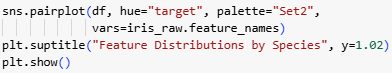 sns.pairplot(df, hue="target", palette="Set2",
             vars=iris_raw.feature_names)
plt.suptitle("Feature Distributions by Species", y=1.02)
plt.show()